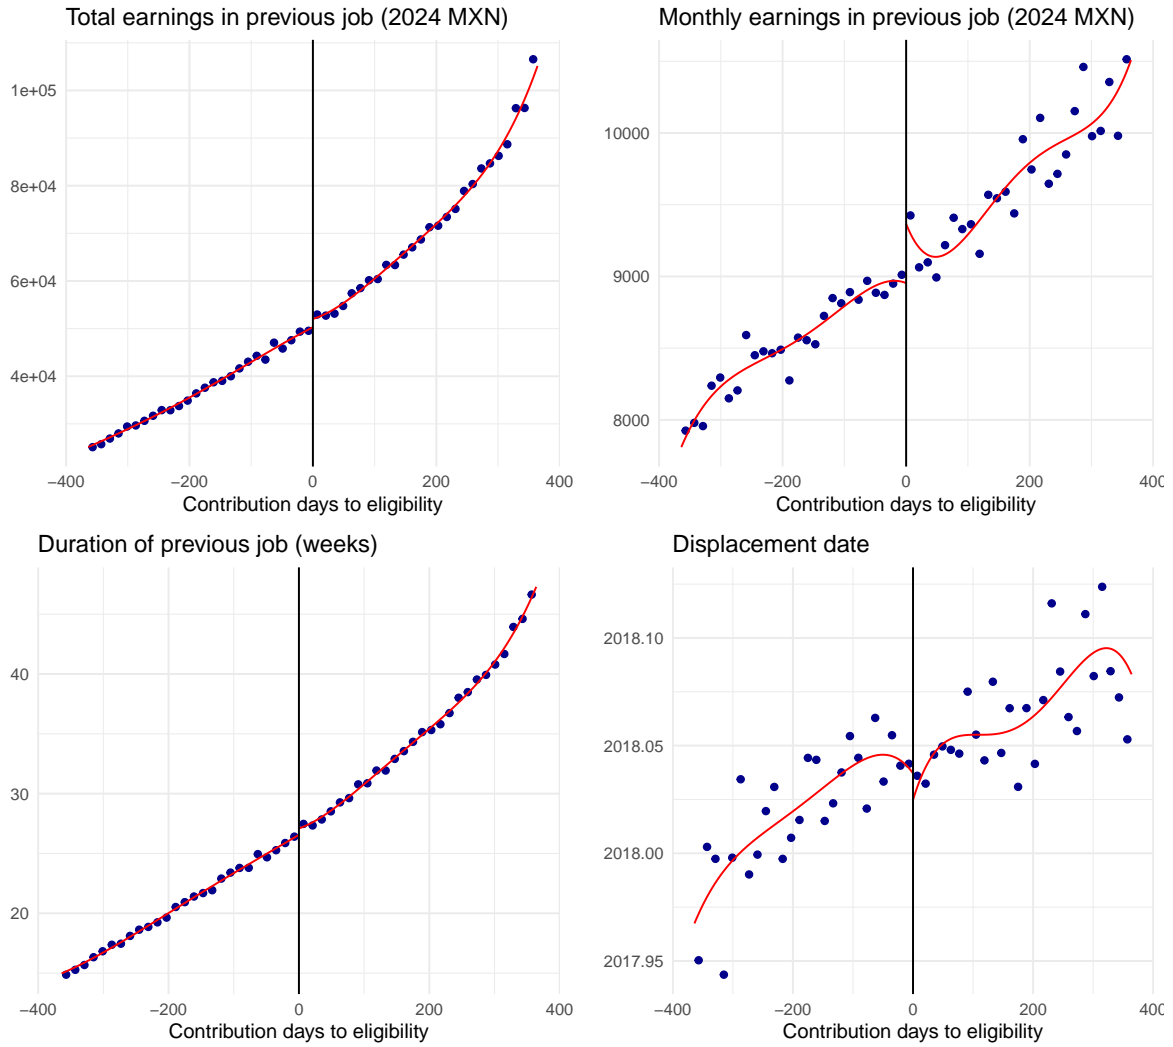 Total earnings in previous job (2024 MXN)
1e+05
8e+04
6e+04
4e+04
−400 −200 0 200 400
Contribution days to eligibility
Monthly earnings in previous job (2024 MXN)
10000
9000
8000
−400 −200 0 200 400
Contribution days to eligibility
Duration of previous job (weeks)
40
30
20
−400 −200 0 200 400
Contribution days to eligibility
Displacement date
2018.10
2018.05
2018.00
2017.95
−400 −200 0 200 400
Contribution days to eligibility